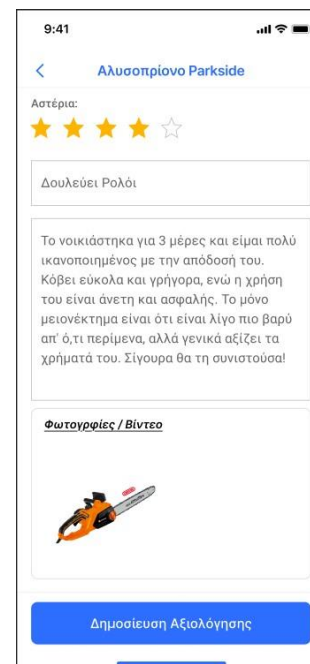 9:41
Αλυσοπρίονο Parkside
Αστέρια:
Δουλεύει Ρολόι
Το νοικιάστηκα για 3 μέρες και είμαι πολύ
ικανοποιημένος με την απόδοσή του.
Κόβει εύκολα και γρήγορα, ενώ η χρήση
του είναι άνετη και ασφαλής. Το μόνο
μειονέκτημα είναι ότι είναι λίγο πιο βαρύ
απ' ό,τι περίμενα, αλλά γενικά αξίζει τα
χρήματά του. Σίγουρα θα τη συνιστούσα!
Φωτογρφίες / Βίντεο
Δημοσίευση Αξιολόγησης